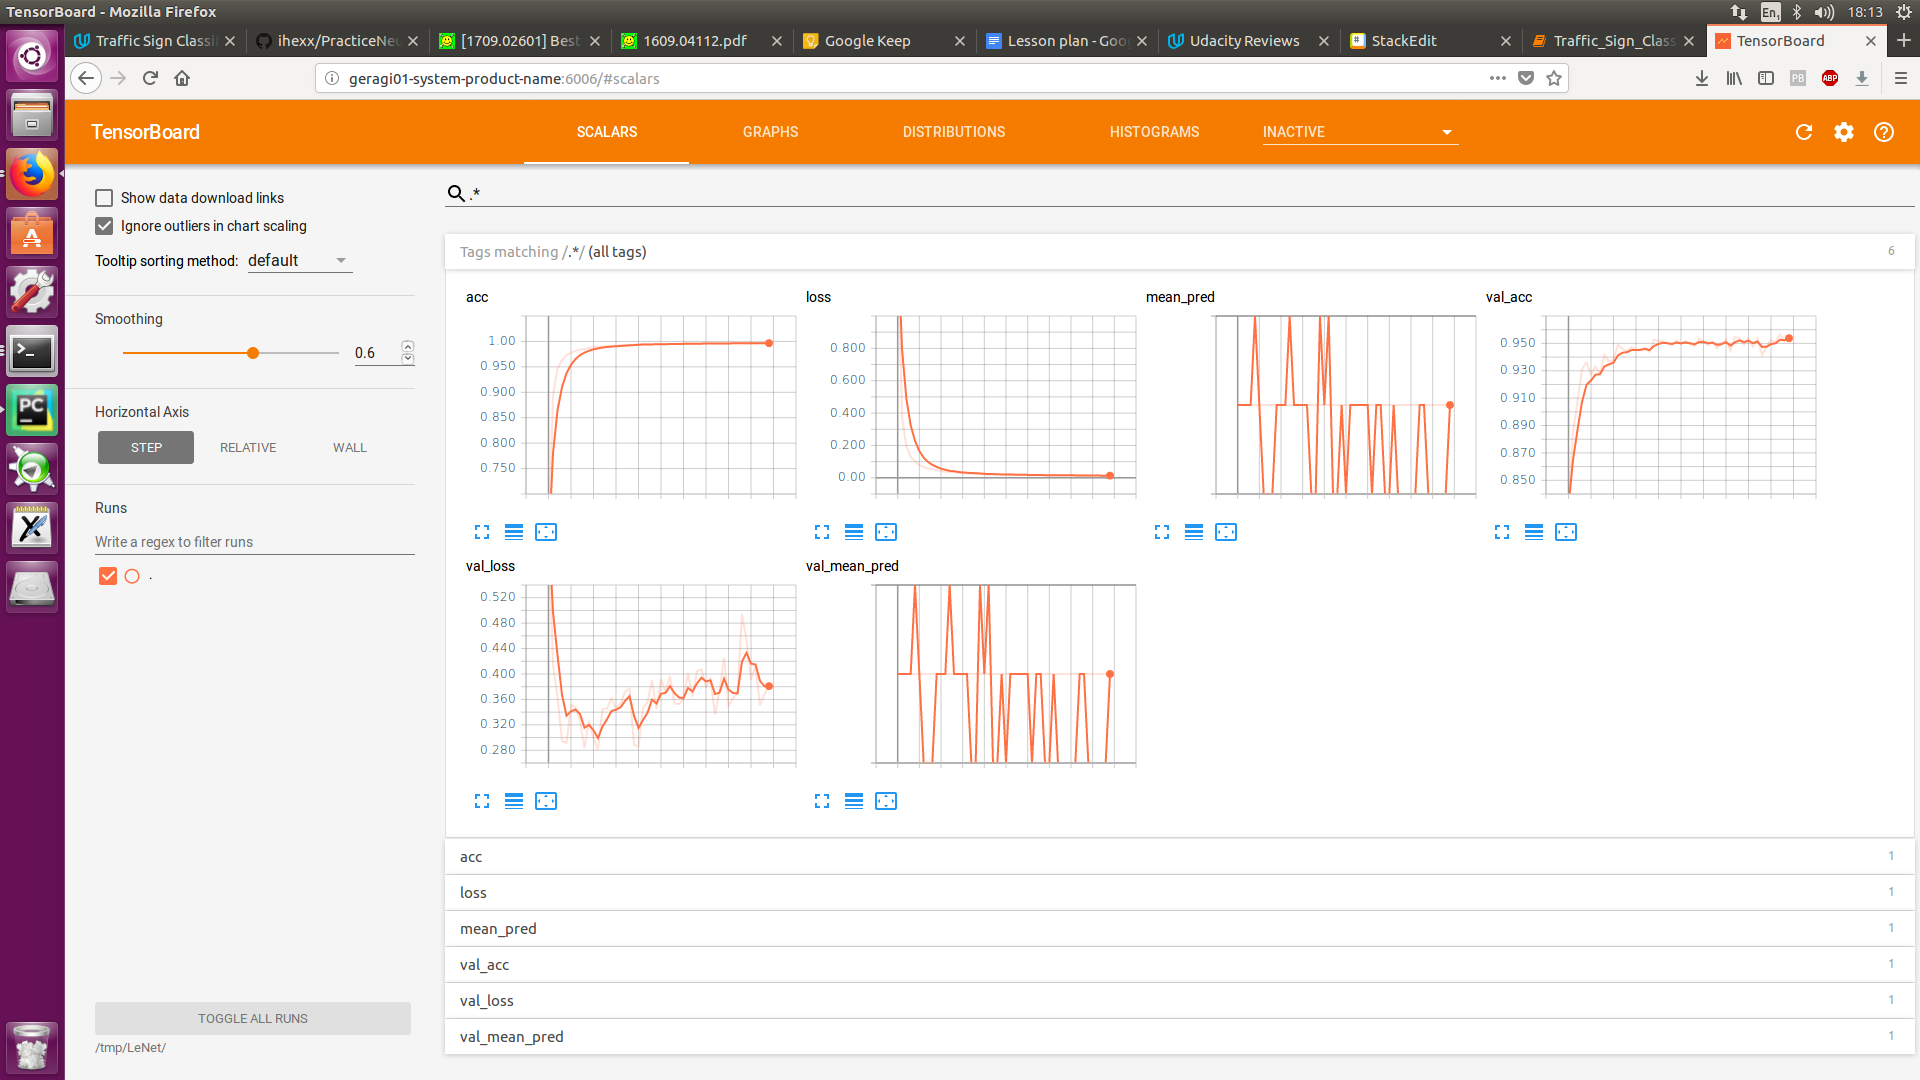 TensorBoard - Mozilla Firefox
En1 18:13
Traffic Sign Classi
ihexx/PracticeNeu
[1709.02601] Best
1609.04112.pdf
Google Keep
Lesson plan - Goog
Udacity Reviews
StackEdit
Traffic_Sign_Class
TensorBoard
geragi01-system-product-name:6006/#scalars
PB
ABP
TensorBoard
SCALARS
GRAPHS
DISTRIBUTIONS
HISTOGRAMS
INACTIVE
Show data download links
Ignore outliers in chart scaling
Tooltip sorting method: default
Smoothing
0.6
Horizontal Axis
STEP
RELATIVE
WALL
Runs
Write a regex to filter runs
.
TOGGLE ALL RUNS
/tmp/LeNet/
PC
.*
Tags matching /.*/ (all tags)
6
acc
1.00
0.950
0.900
0.850
0.800
0.750
loss
0.800
0.600
0.400
0.200
0.00
mean_pred
val_acc
0.950
0.930
0.910
0.890
0.870
0.850
val_loss
0.520
0.480
0.440
0.400
0.360
0.320
0.280
val_mean_pred
acc 1
loss 1
mean_pred 1
val_acc 1
val_loss 1
val_mean_pred 1